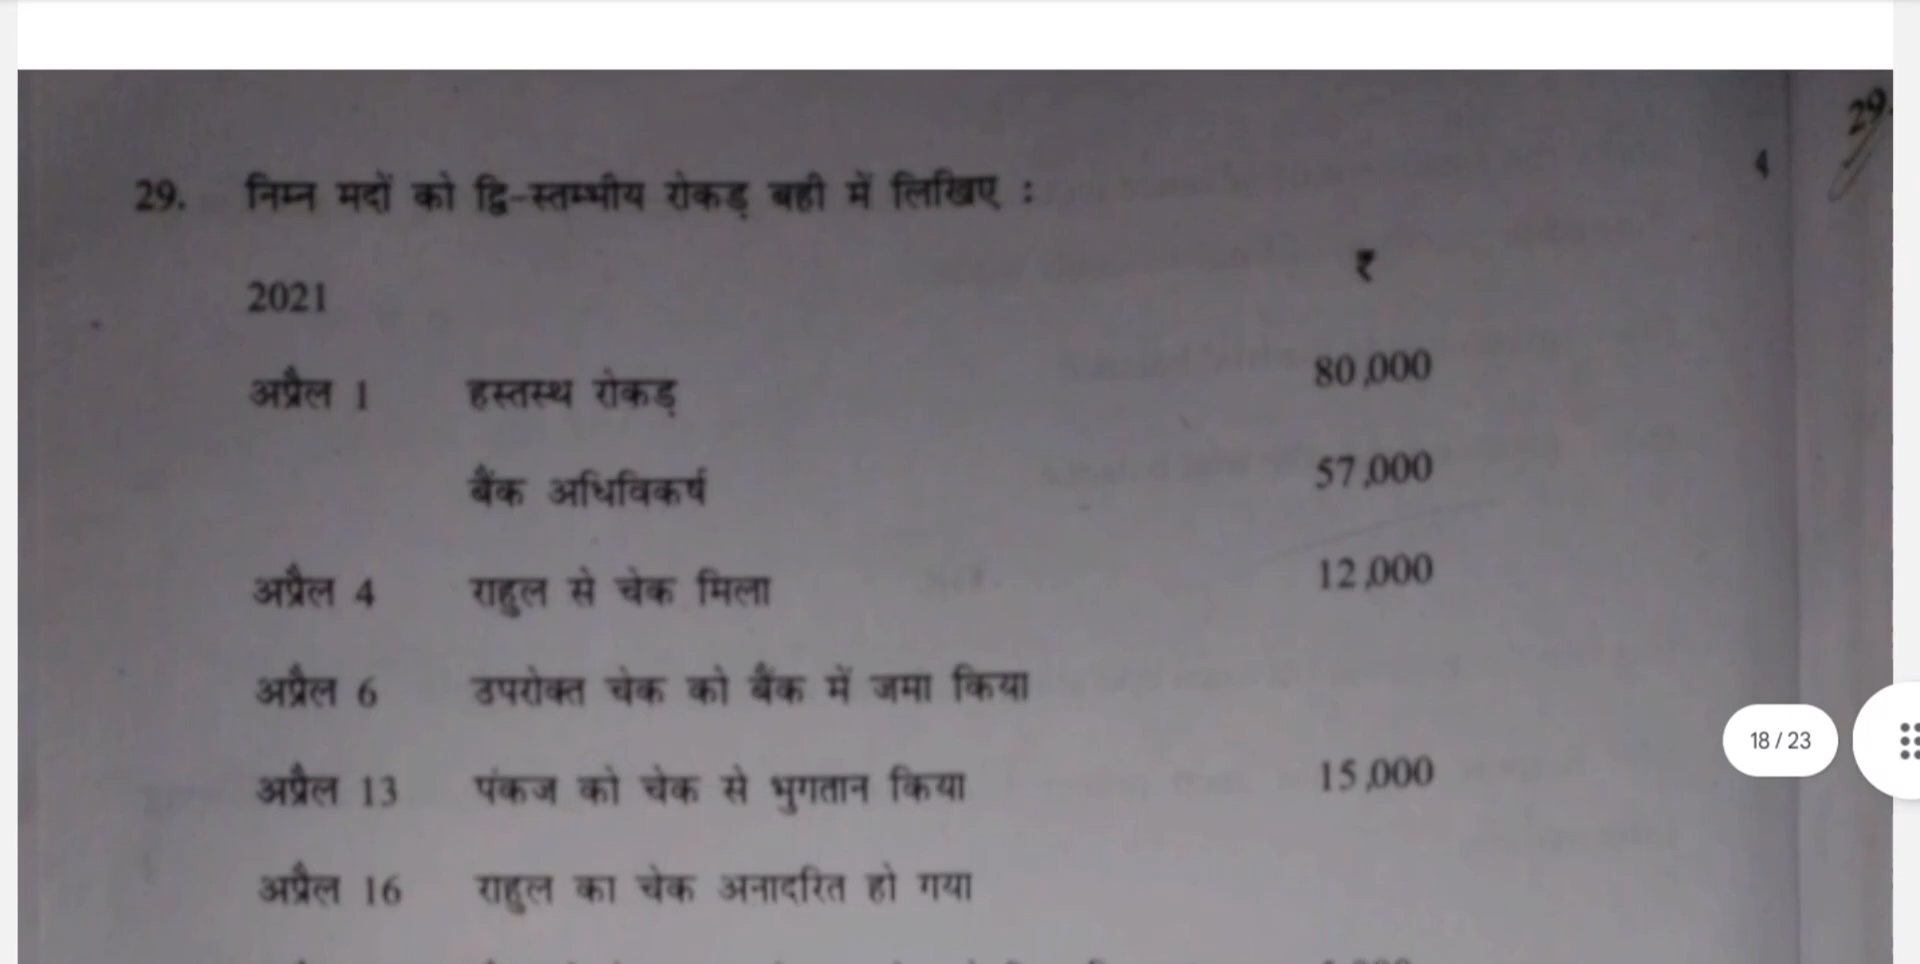 29. निम्न मदों को द्वि-स्तम्भीय रोकड़ बही में लिखिए : 4
29.
₹
2021
अप्रैल 1 हस्तस्थ रोकड़ 80,000
बैंक अधिविकर्ष 57,000
अप्रैल 4 राहुल से चेक मिला 12,000
अप्रैल 6 उपरोक्त चेक को बैंक में जमा किया
18 / 23
अप्रैल 13 पंकज को चेक से भुगतान किया 15,000
अप्रैल 16 राहुल का चेक अनादरित हो गया